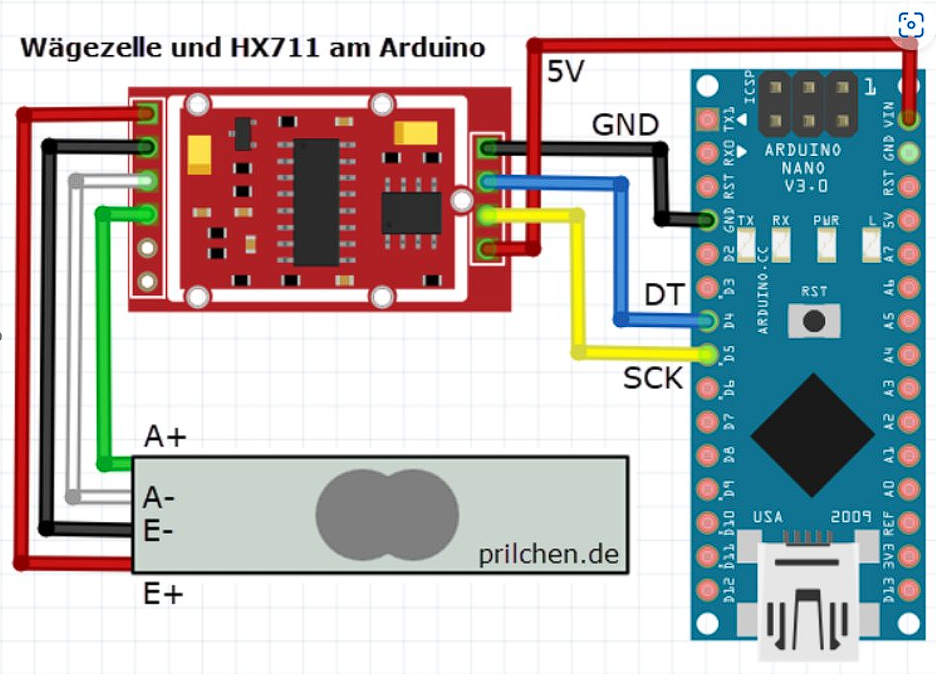 Wägezelle und HX711 am Arduino
5V
GND
DT
SCK
A+
A-
E-
E+
prilchen.de
ICSP
1
ARDUINO
NANO
V3.0
TX
RX
PWR
L
ARDUINO.CC
RST
USA
2009
TX1
RX0
RST
GND
D2
D3
D4
D5
D6
D7
D8
D9
D10
D11
D12
VIN
GND
RST
5V
A7
A6
A5
A4
A3
A2
A1
A0
REF
3V3
D13